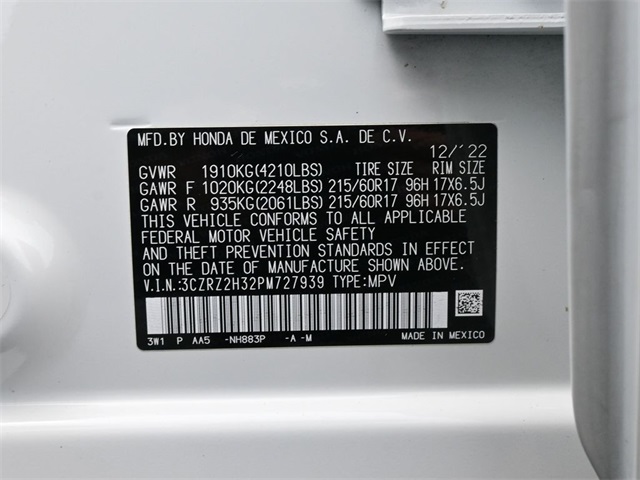 MFD.BY HONDA DE MEXICO S.A. DE C.V.
12/'22
GVWR 1910KG(4210LBS) TIRE SIZE RIM SIZE
GAWR F 1020KG(2248LBS) 215/60R17 96H 17X6.5J
GAWR R 935KG(2061LBS) 215/60R17 96H 17X6.5J
THIS VEHICLE CONFORMS TO ALL APPLICABLE
FEDERAL MOTOR VEHICLE SAFETY
AND THEFT PREVENTION STANDARDS IN EFFECT
ON THE DATE OF MANUFACTURE SHOWN ABOVE.
V.I.N.:3CZRZ2H32PM727939 TYPE:MPV
3W1 P AA5 -NH883P -A -M MADE IN MEXICO